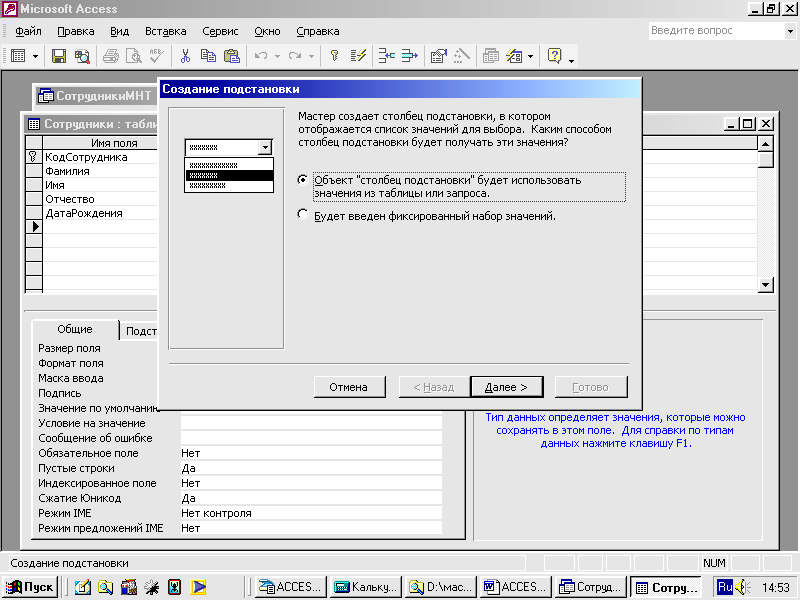 Microsoft Access
Файл Правка Вид Вставка Сервис Окно Справка
Введите вопрос
СотрудникиМНТ
Сотрудники : табли
Имя поля
КодСотрудника
Фамилия
Имя
Отчество
ДатаРождения
Создание подстановки
Мастер создает столбец подстановки, в котором
отображается список значений для выбора. Каким способом
столбец подстановки будет получать эти значения?
xxxxxxx
xxxxxxxxxxxx
xxxxxxx
xxxxxxxxx
Объект "столбец подстановки" будет использовать
значения из таблицы или запроса.
Будет введен фиксированный набор значений.
Отмена < Назад Далее > Готово
Общие Подст
Размер поля
Формат поля
Маска ввода
Подпись
Значение по умолчанию
Условие на значение
Сообщение об ошибке
Обязательное поле Нет
Пустые строки Да
Индексированное поле Нет
Сжатие Юникод Да
Режим IME Нет контроля
Режим предложений IME Нет
Тип данных определяет значения, которые можно
сохранять в этом поле. Для справки по типам
данных нажмите клавишу F1.
Создание подстановки NUM
Пуск ACCES... Кальку... D:\мас... ACCES... Сотруд... Сотру... Ru 14:53